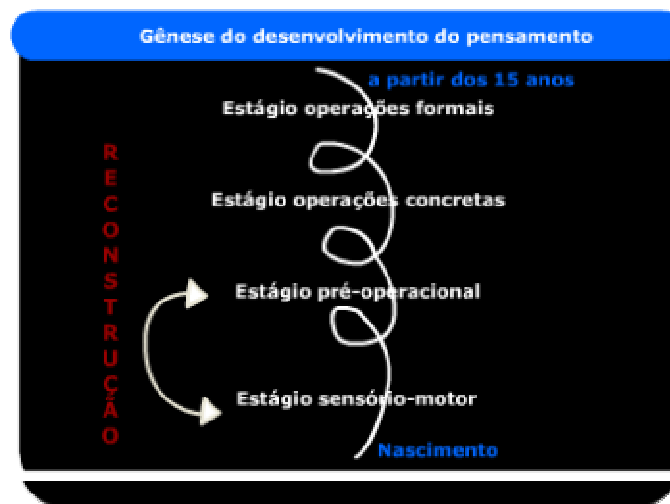 Gênese do desenvolvimento do pensamento
a partir dos 15 anos
Estágio operações formais
Estágio operações concretas
Estágio pré-operacional
Estágio sensório-motor
Nascimento
RECONSTRUÇÃO